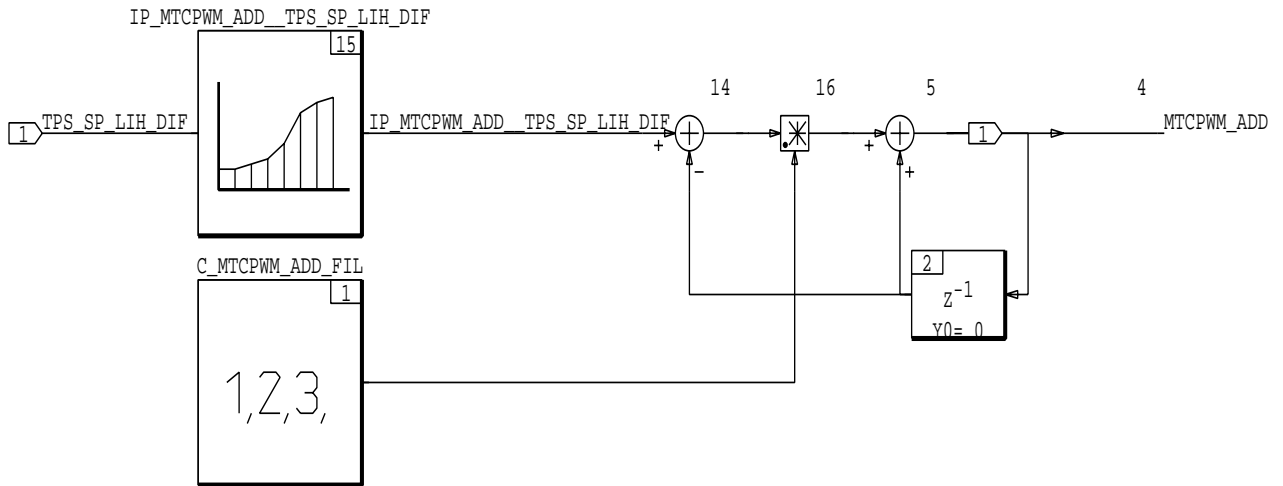 IP_MTCPWM_ADD__TPS_SP_LIH_DIF
15
14 16 5 4
1 TPS_SP_LIH_DIF IP_MTCPWM_ADD__TPS_SP_LIH_DIF 1 MTCPWM_ADD
+ + +
- +
C_MTCPWM_ADD_FIL
1
2
z-1
Y0= 0
1,2,3,